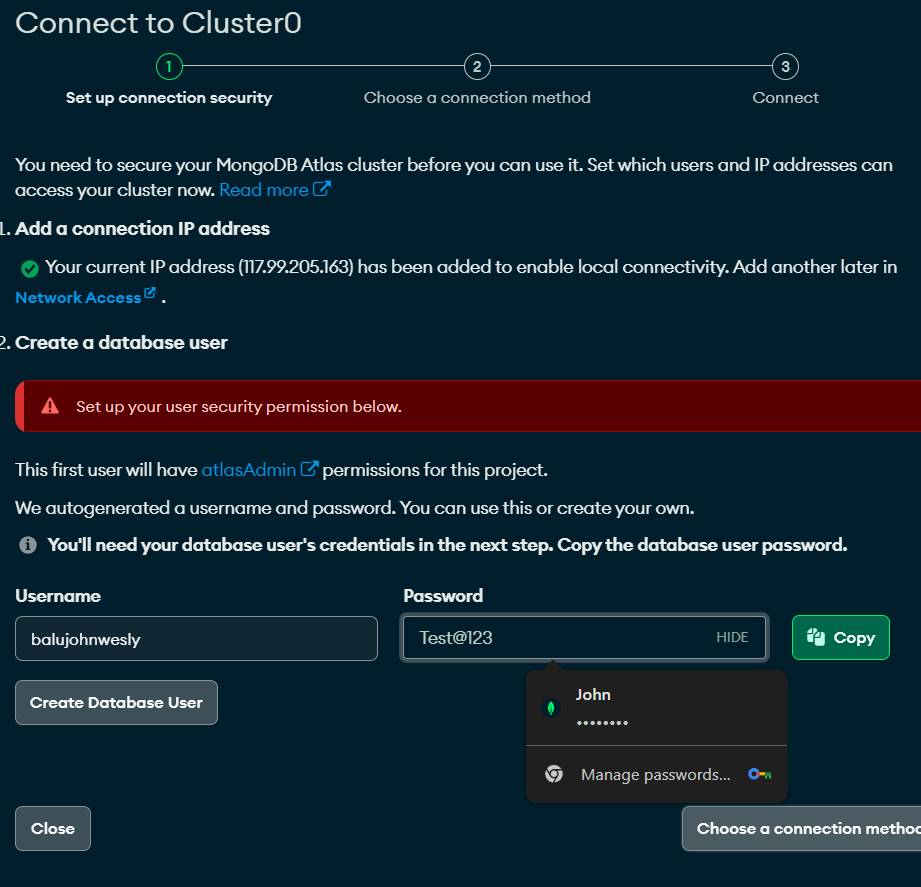 Connect to Cluster0
1
2
3
Set up connection security
Choose a connection method
Connect
You need to secure your MongoDB Atlas cluster before you can use it. Set which users and IP addresses can
access your cluster now. Read more
1. Add a connection IP address
Your current IP address (117.99.205.163) has been added to enable local connectivity. Add another later in
Network Access .
2. Create a database user
Set up your user security permission below.
This first user will have atlasAdmin permissions for this project.
We autogenerated a username and password. You can use this or create your own.
You'll need your database user's credentials in the next step. Copy the database user password.
Username
Password
balujohnwesly
Test@123
HIDE
Copy
Create Database User
John
••••••••
Manage passwords...
Close
Choose a connection metho